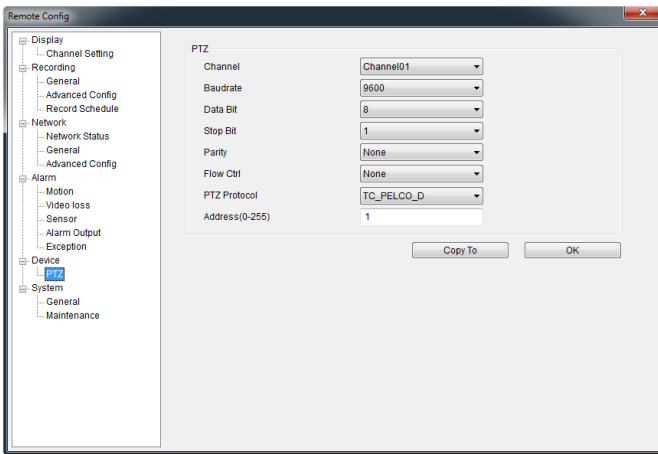 Remote Config
Display
Channel Setting
Recording
General
Advanced Config
Record Schedule
Network
Network Status
General
Advanced Config
Alarm
Motion
Video loss
Sensor
Alarm Output
Exception
Device
PTZ
System
General
Maintenance
PTZ
Channel Channel01
Baudrate 9600
Data Bit 8
Stop Bit 1
Parity None
Flow Ctrl None
PTZ Protocol TC_PELCO_D
Address(0-255) 1
Copy To OK